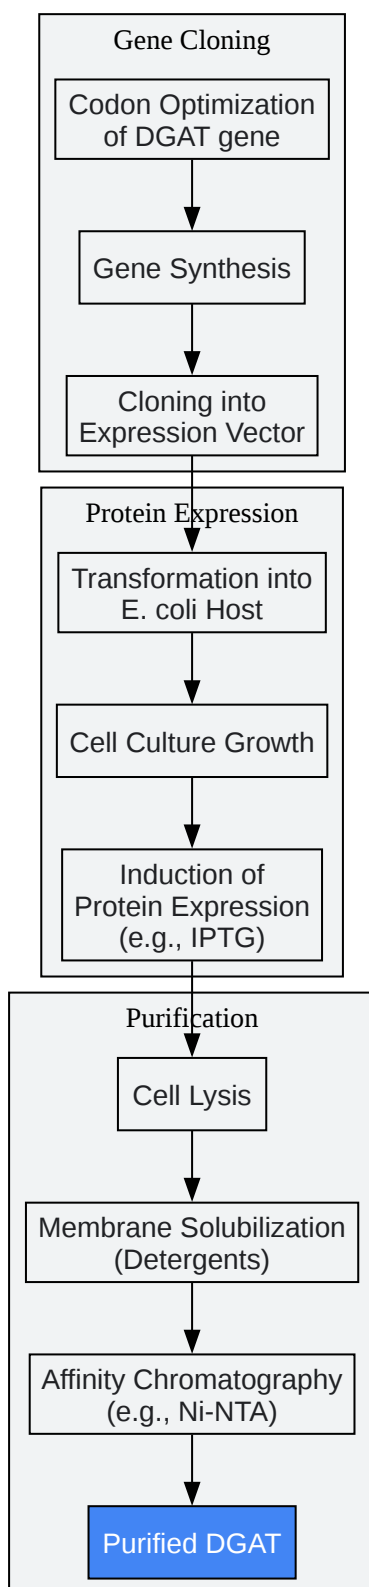 Gene Cloning
Codon Optimization
of DGAT gene
Gene Synthesis
Cloning into
Expression Vector
Protein Expression
Transformation into
E. coli Host
Cell Culture Growth
Induction of
Protein Expression
(e.g., IPTG)
Purification
Cell Lysis
Membrane Solubilization
(Detergents)
Affinity Chromatography
(e.g., Ni-NTA)
Purified DGAT